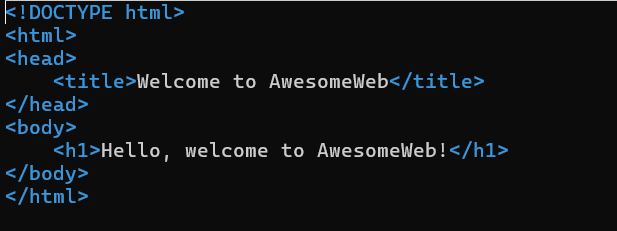 <!DOCTYPE html>
<html>
<head>
    <title>Welcome to AwesomeWeb</title>
</head>
<body>
    <h1>Hello, welcome to AwesomeWeb!</h1>
</body>
</html>